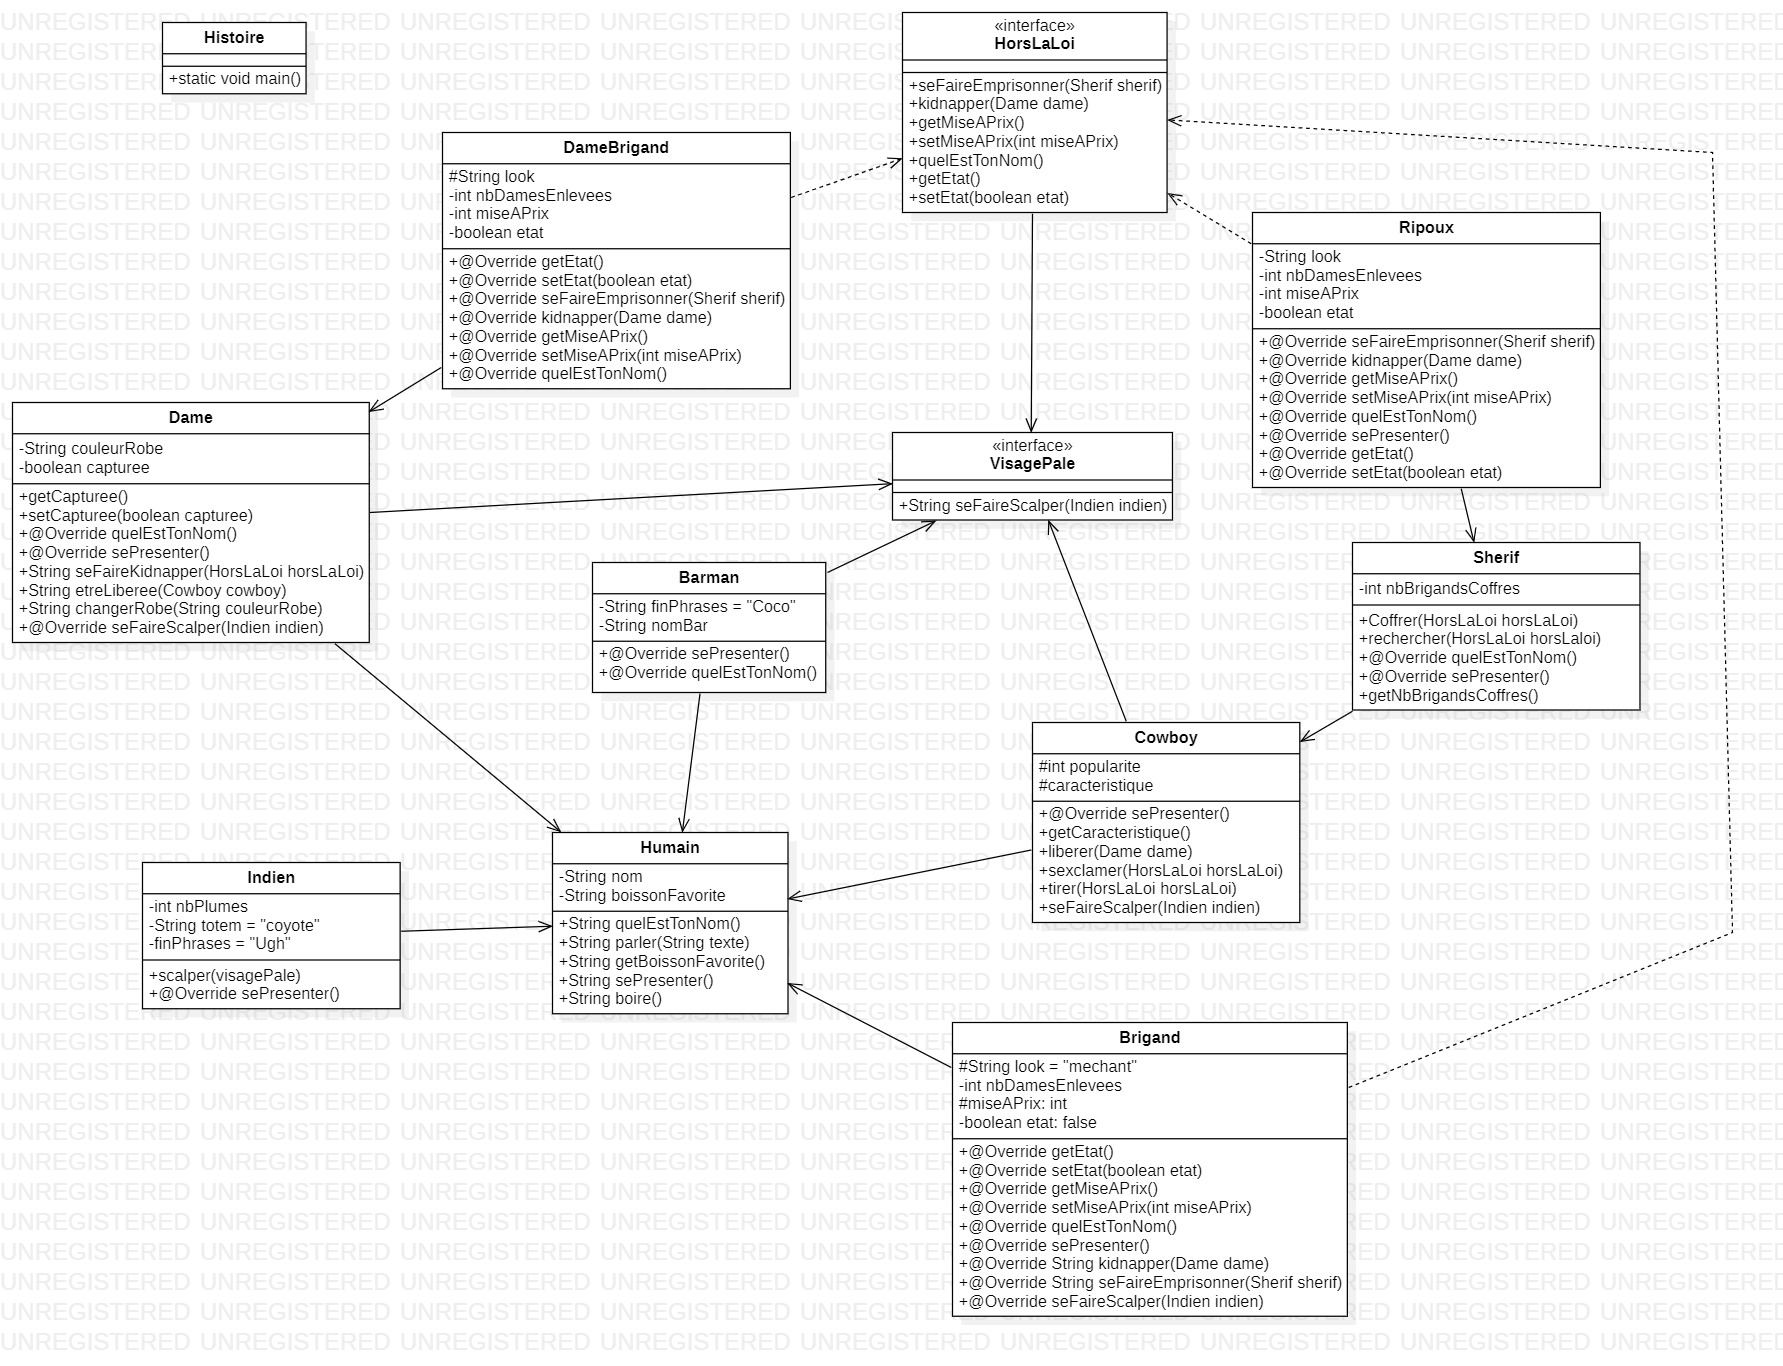 Histoire
+static void main()
«interface»
HorsLaLoi
+seFaireEmprisonner(Sherif sherif)
+kidnapper(Dame dame)
+getMiseAPrix()
+setMiseAPrix(int miseAPrix)
+quelEstTonNom()
+getEtat()
+setEtat(boolean etat)
DameBrigand
#String look
-int nbDamesEnlevees
-int miseAPrix
-boolean etat
+@Override getEtat()
+@Override setEtat(boolean etat)
+@Override seFaireEmprisonner(Sherif sherif)
+@Override kidnapper(Dame dame)
+@Override getMiseAPrix()
+@Override setMiseAPrix(int miseAPrix)
+@Override quelEstTonNom()
Ripoux
-String look
-int nbDamesEnlevees
-int miseAPrix
-boolean etat
+@Override seFaireEmprisonner(Sherif sherif)
+@Override kidnapper(Dame dame)
+@Override getMiseAPrix()
+@Override setMiseAPrix(int miseAPrix)
+@Override quelEstTonNom()
+@Override sePresenter()
+@Override getEtat()
+@Override setEtat(boolean etat)
Dame
-String couleurRobe
-boolean capturee
+getCapturee()
+setCapturee(boolean capturee)
+@Override quelEstTonNom()
+@Override sePresenter()
+String seFaireKidnapper(HorsLaLoi horsLaLoi)
+String etreLiberee(Cowboy cowboy)
+String changerRobe(String couleurRobe)
+@Override seFaireScalper(Indien indien)
«interface»
VisagePale
+String seFaireScalper(Indien indien)
Barman
-String finPhrases = "Coco"
-String nomBar
+@Override sePresenter()
+@Override quelEstTonNom()
Sherif
-int nbBrigandsCoffres
+Coffrer(HorsLaLoi horsLaLoi)
+rechercher(HorsLaLoi horsLaloi)
+@Override quelEstTonNom()
+@Override sePresenter()
+getNbBrigandsCoffres()
Cowboy
#int popularite
#caracteristique
+@Override sePresenter()
+getCaracteristique()
+liberer(Dame dame)
+sexclamer(HorsLaLoi horsLaLoi)
+tirer(HorsLaLoi horsLaLoi)
+seFaireScalper(Indien indien)
Humain
-String nom
-String boissonFavorite
+String quelEstTonNom()
+String parler(String texte)
+String getBoissonFavorite()
+String sePresenter()
+String boire()
Indien
-int nbPlumes
-String totem = "coyote"
-finPhrases = "Ugh"
+scalper(visagePale)
+@Override sePresenter()
Brigand
#String look = "mechant"
-int nbDamesEnlevees
#miseAPrix: int
-boolean etat: false
+@Override getEtat()
+@Override setEtat(boolean etat)
+@Override getMiseAPrix()
+@Override setMiseAPrix(int miseAPrix)
+@Override quelEstTonNom()
+@Override sePresenter()
+@Override String kidnapper(Dame dame)
+@Override String seFaireEmprisonner(Sherif sherif)
+@Override seFaireScalper(Indien indien)
UNREGISTERED